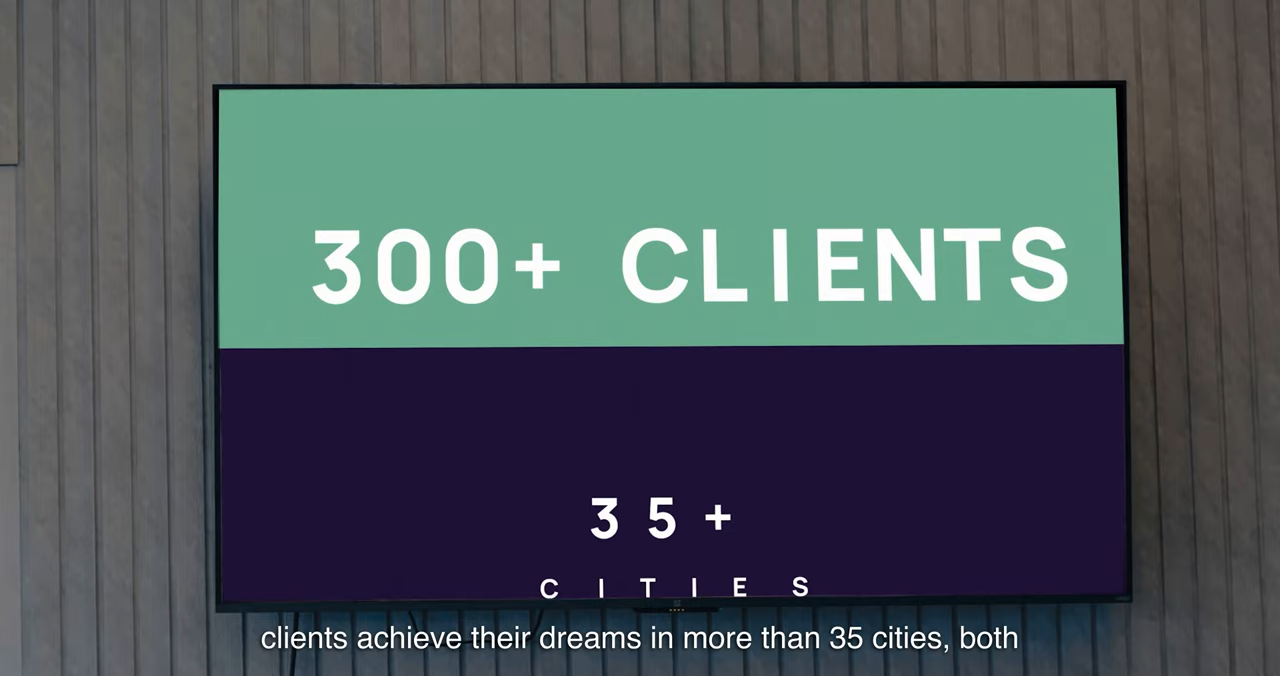 300+ CLIENTS
35+
CITIES
clients achieve their dreams in more than 35 cities, both